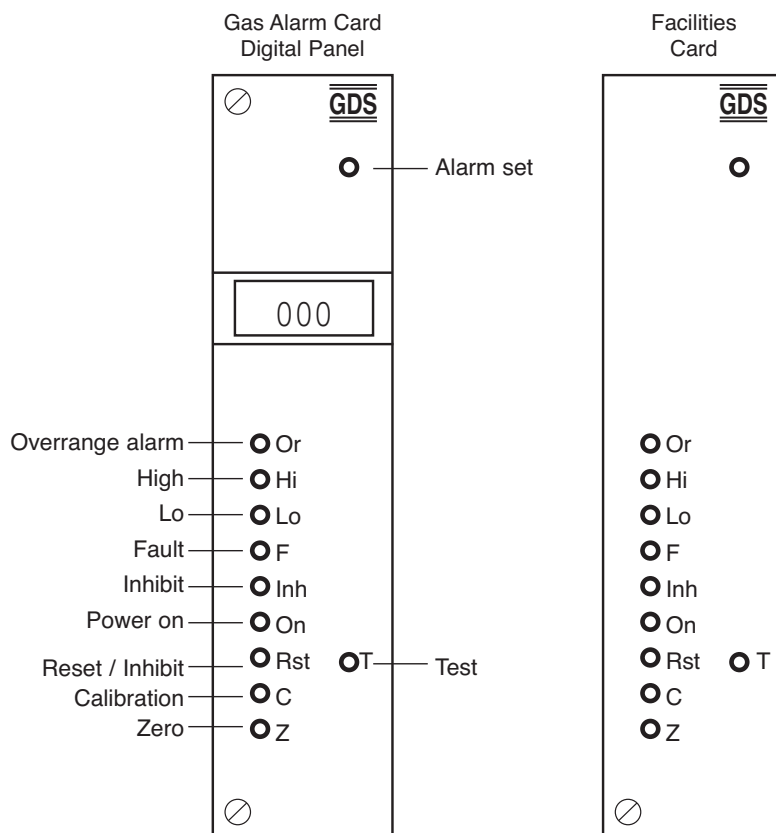 Gas Alarm Card
Digital Panel
GDS
Alarm set
000
Overrange alarm
Or
High
Hi
Lo
Lo
Fault
F
Inhibit
Inh
Power on
On
Reset / Inhibit
Rst
T
Test
Calibration
C
Zero
Z
Facilities
Card
GDS
Or
Hi
Lo
F
Inh
On
Rst
T
C
Z